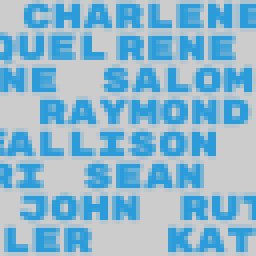 CHARLENE
QUEL RENE
NE SALOM
RAYMOND
EALLISON
RI SEAN
JOHN RUT
LER KAT